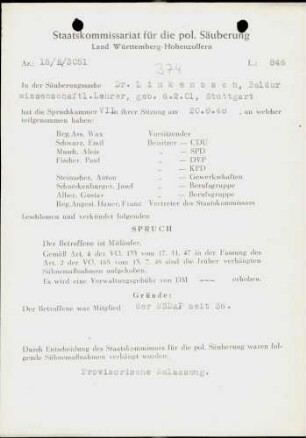 Staatskommissariat für die pol. Säuberung
Land Württemberg-Hohenzollern
Nr.: 15/E/3051 L.: 846
374
In der Säuberungssache Dr. Linkenbach, Baldur
wissenschaftl.Lehrer, geb. 6.2.01, Stuttgart
hat die Spruchkammer VII in ihrer Sitzung am 20.8.48 , an welcher
teilgenommen haben:
Reg.Ass. Wax Vorsitzender
Schwarz, Emil Beisitzer – CDU
Munk, Alois „ – SPD
Fischer, Paul „ – DVP
„ – KPD
Steinacher, Anton „ – Gewerkschaften
Schneckenburger, Josef „ – Berufsgruppe
Alber, Gustav „ – Berufsgruppe
Reg.Angest. Hauer, Franz Vertreter des Staatskommissars
beschlossen und verkündet folgenden
SPRUCH
Der Betroffene ist Mitläufer.
Gemäß Art. 4 der VO. 133 vom 17. 11. 47 in der Fassung des
Art. 2 der VO. 165 vom 13. 7. 48 sind die früher verhängten
Sühnemaßnahmen aufgehoben.
Es wird eine Verwaltungsgebühr von DM —— erhoben.
Gründe:
Der Betroffene war Mitglied der NSDAP seit 36.
Durch Entscheidung des Staatskommissars für die pol. Säuberung waren fol-
gende Sühnemaßnahmen verhängt worden:
Provisorische Zulassung.